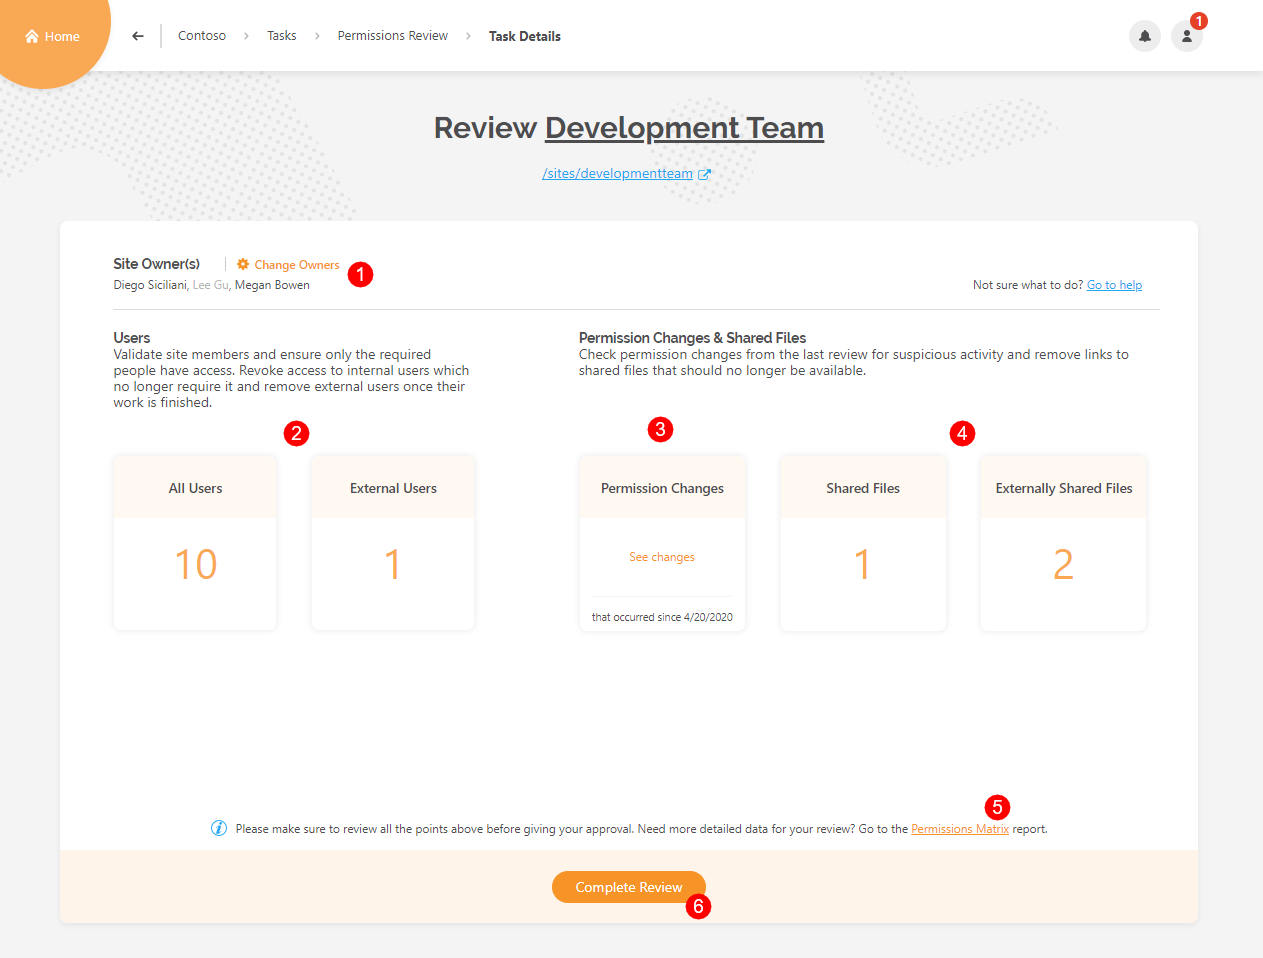 Home
Contoso > Tasks > Permissions Review > Task Details
1
Review Development Team
/sites/developmentteam
Site Owner(s) | Change Owners
1
Diego Siciliani, Lee Gu, Megan Bowen
Not sure what to do? Go to help
Users
Validate site members and ensure only the required
people have access. Revoke access to internal users which
no longer require it and remove external users once their
work is finished.
Permission Changes & Shared Files
Check permission changes from the last review for suspicious activity and remove links to
shared files that should no longer be available.
2
3
4
All Users
10
External Users
1
Permission Changes
See changes
that occurred since 4/20/2020
Shared Files
1
Externally Shared Files
2
5
Please make sure to review all the points above before giving your approval. Need more detailed data for your review? Go to the Permissions Matrix report.
Complete Review
6